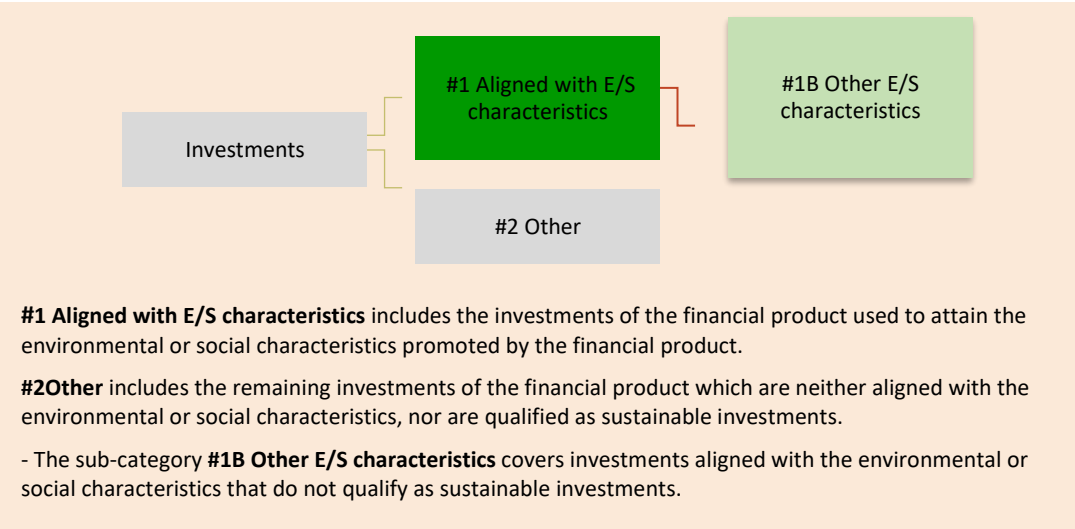 #1 Aligned with E/S
characteristics
#1B Other E/S
characteristics
Investments
#2 Other
#1 Aligned with E/S characteristics includes the investments of the financial product used to attain the
environmental or social characteristics promoted by the financial product.
#2Other includes the remaining investments of the financial product which are neither aligned with the
environmental or social characteristics, nor are qualified as sustainable investments.
- The sub-category #1B Other E/S characteristics covers investments aligned with the environmental or
social characteristics that do not qualify as sustainable investments.